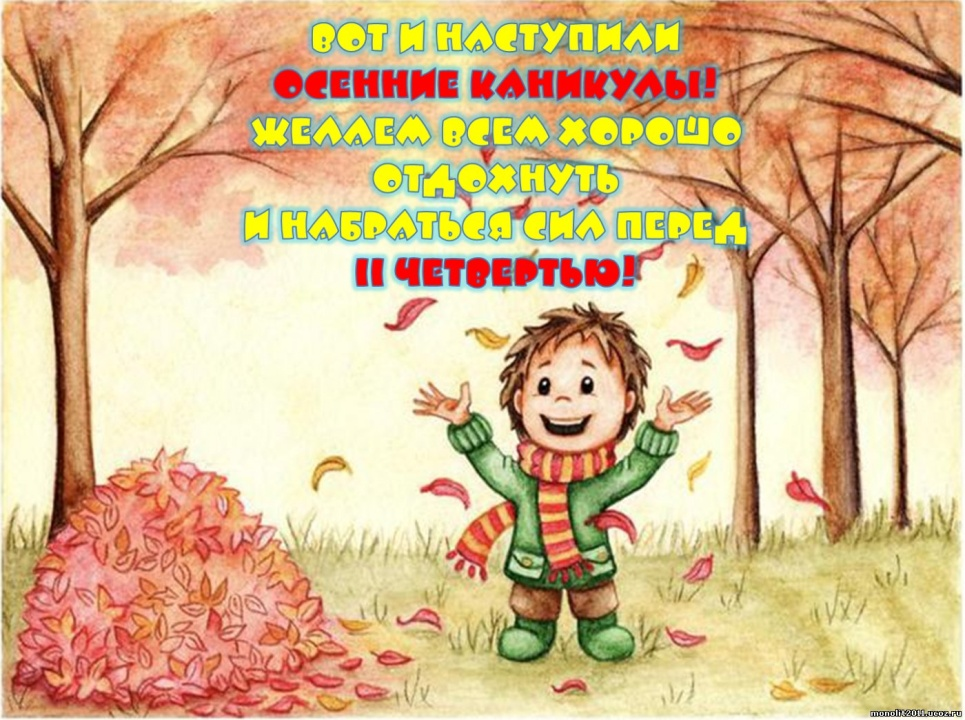 ВОТ И НАСТУПИЛИ
ОСЕННИЕ КАНИКУЛЫ!
ЖЕЛАЕМ ВСЕМ ХОРОШО
ОТДОХНУТЬ
И НАБРАТЬСЯ СИЛ ПЕРЕД
II ЧЕТВЕРТЬЮ!
monolit2011.ucoz.ru